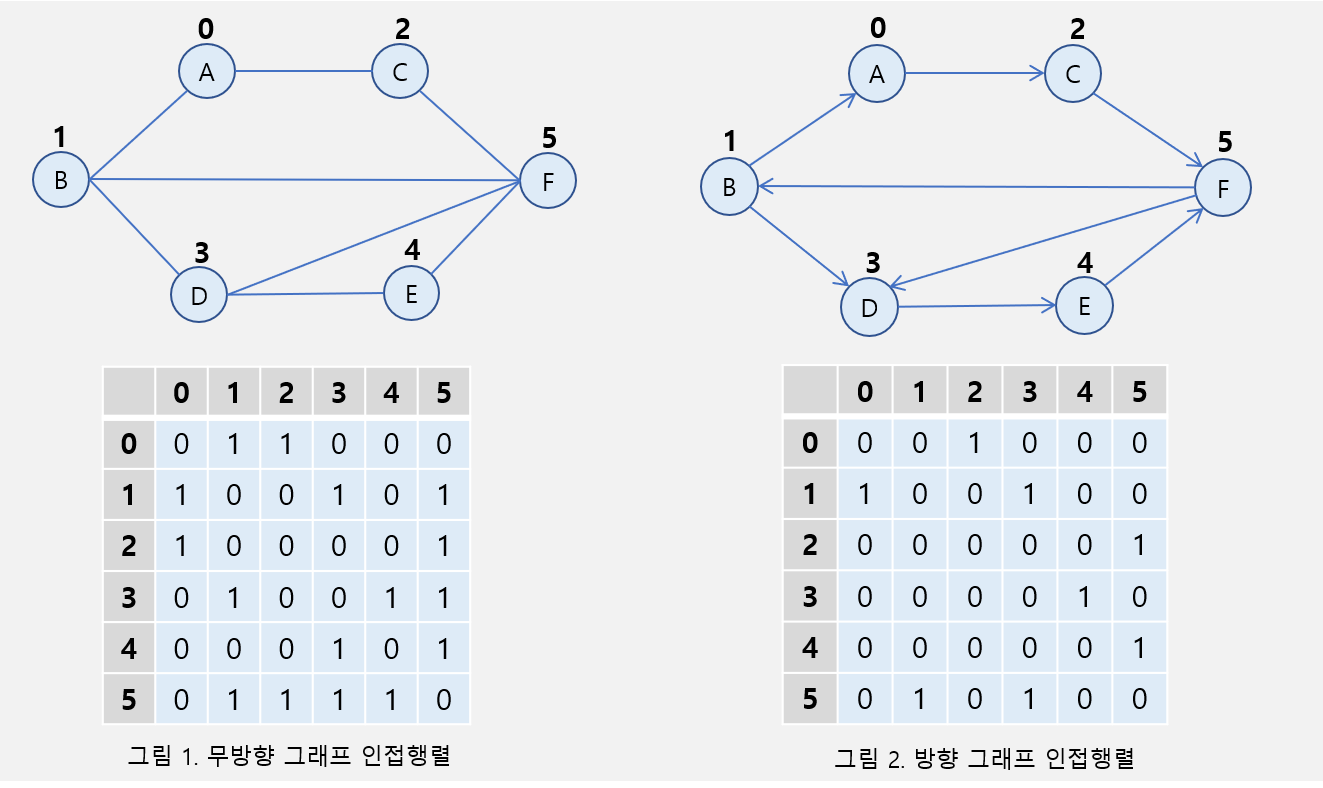 0 2
A C
1 5
B F
3 4
D E
0 1 2 3 4 5
0 0 1 1 0 0 0
1 1 0 0 1 0 1
2 1 0 0 0 0 1
3 0 1 0 0 1 1
4 0 0 0 1 0 1
5 0 1 1 1 1 0
그림 1. 무방향 그래프 인접행렬
0 2
A C
1 5
B F
3 4
D E
0 1 2 3 4 5
0 0 0 1 0 0 0
1 1 0 0 1 0 0
2 0 0 0 0 0 1
3 0 0 0 0 1 0
4 0 0 0 0 0 1
5 0 1 0 1 0 0
그림 2. 방향 그래프 인접행렬